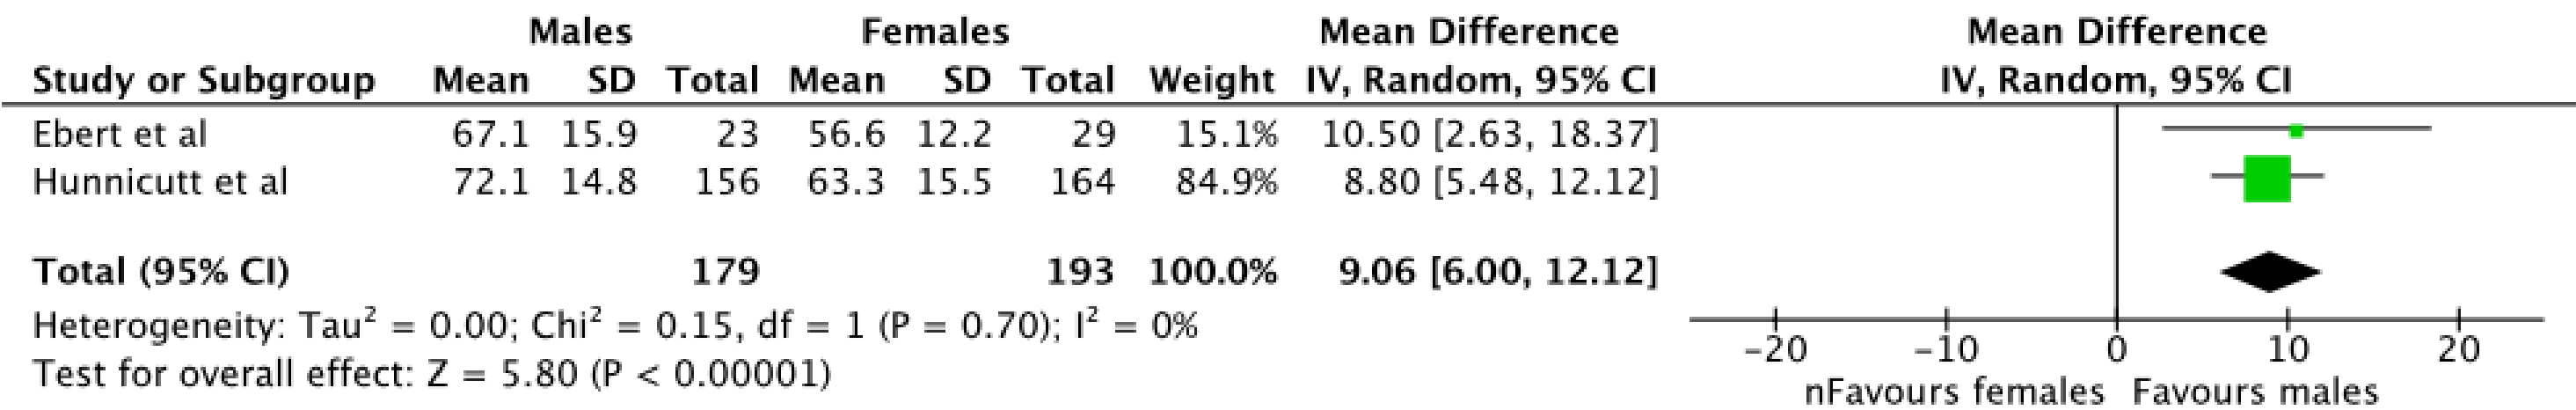 Males Females Mean Difference Mean Difference
Study or Subgroup Mean SD Total Mean SD Total Weight IV, Random, 95% CI IV, Random, 95% CI
Ebert et al 67.1 15.9 23 56.6 12.2 29 15.1% 10.50 [2.63, 18.37]
Hunnicutt et al 72.1 14.8 156 63.3 15.5 164 84.9% 8.80 [5.48, 12.12]
Total (95% CI) 179 193 100.0% 9.06 [6.00, 12.12]
Heterogeneity: Tau² = 0.00; Chi² = 0.15, df = 1 (P = 0.70); I² = 0%
Test for overall effect: Z = 5.80 (P < 0.00001)
−20 −10 0 10 20
nFavours females Favours males